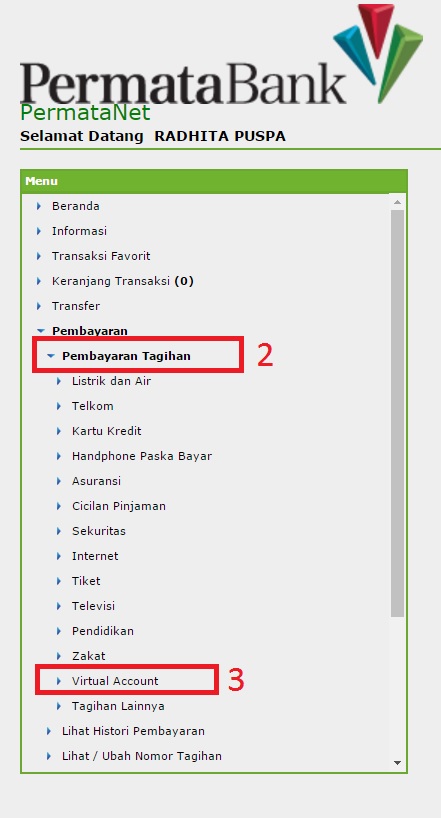 PermataBank
PermataNet
Selamat Datang RADHITA PUSPA
Menu
Beranda
Informasi
Transaksi Favorit
Keranjang Transaksi (0)
Transfer
Pembayaran
Pembayaran Tagihan 2
Listrik dan Air
Telkom
Kartu Kredit
Handphone Paska Bayar
Asuransi
Cicilan Pinjaman
Sekuritas
Internet
Tiket
Televisi
Pendidikan
Zakat
Virtual Account 3
Tagihan Lainnya
Lihat Histori Pembayaran
Lihat / Ubah Nomor Tagihan